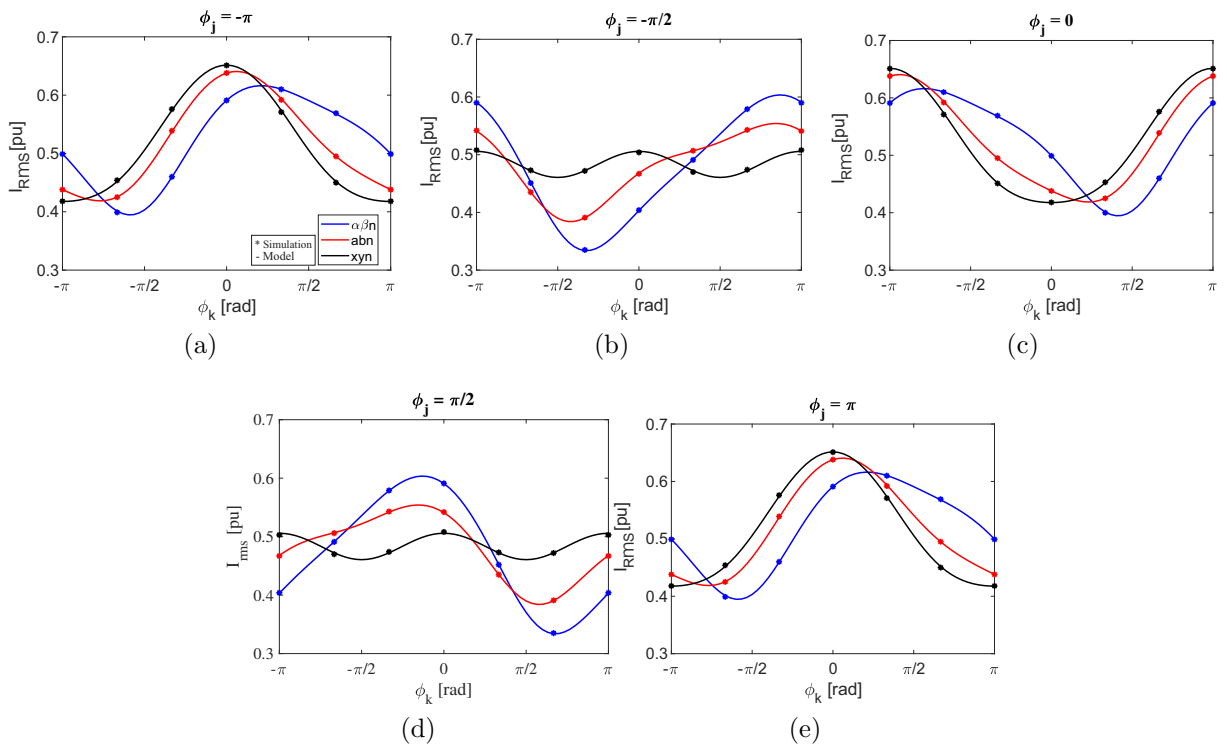 ϕj = -π
0.7
0.6
0.5
0.4
0.3
IRms[pu]
-π -π/2 0 π/2 π
ϕk [rad]
* Simulation
- Model
αβn
abn
xyn
(a)
ϕj = -π/2
0.7
0.6
0.5
0.4
0.3
IRms[pu]
-π -π/2 0 π/2 π
ϕk [rad]
(b)
ϕj = 0
0.7
0.6
0.5
0.4
0.3
IRms[pu]
-π -π/2 0 π/2 π
ϕk [rad]
(c)
ϕj = π/2
0.7
0.6
0.5
0.4
0.3
Irms [pu]
-π -π/2 0 π/2 π
ϕk [rad]
(d)
ϕj = π
0.7
0.6
0.5
0.4
0.3
IRms[pu]
-π -π/2 0 π/2 π
ϕk [rad]
(e)